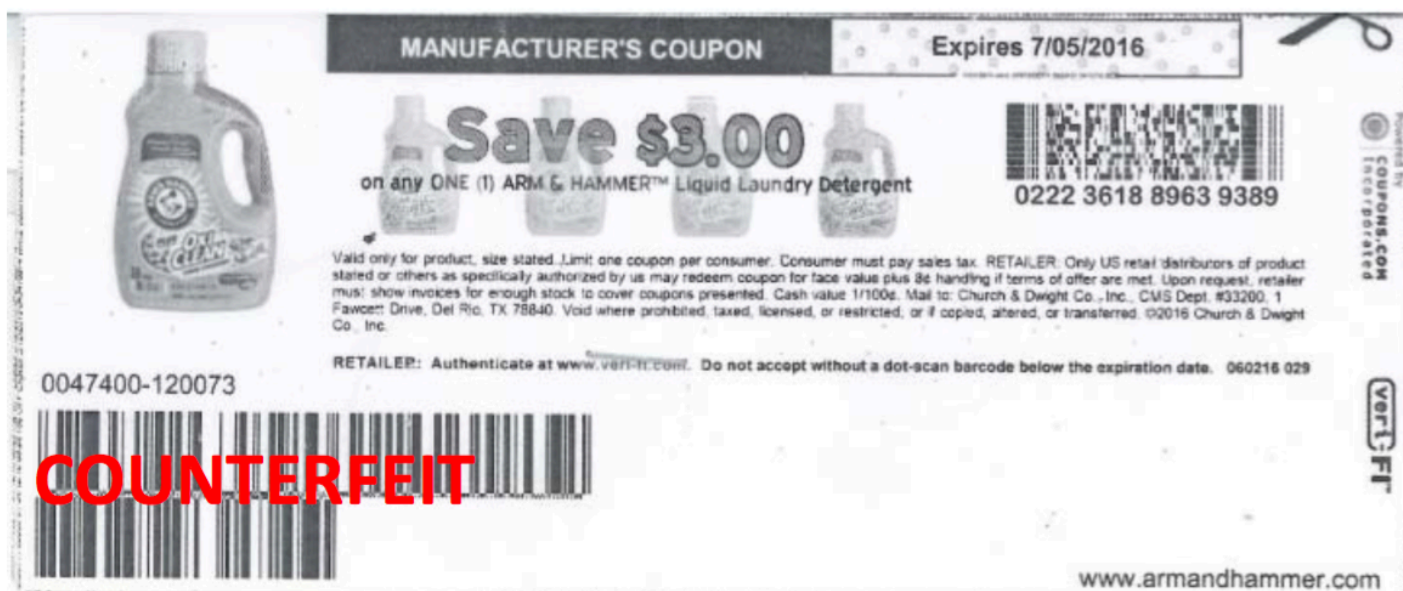 MANUFACTURER'S COUPON
Expires 7/05/2016
Save $3.00
on any ONE (1) ARM & HAMMER™ Liquid Laundry Detergent
0222 3618 8963 9389
Powered by
COUPONS.COM
Incorporated
OXI
CLEAN
Valid only for product, size stated. Limit one coupon per consumer. Consumer must pay sales tax. RETAILER: Only US retail distributors of product
stated or others as specifically authorized by us may redeem coupon for face value plus 8¢ handling if terms of offer are met. Upon request, retailer
must show invoices for enough stock to cover coupons presented. Cash value 1/100¢. Mail to: Church & Dwight Co., Inc., CMS Dept. #33200, 1
Fawcett Drive, Del Rio, TX 78840. Void where prohibited, taxed, licensed, or restricted, or if copied, altered, or transferred. ©2016 Church & Dwight
Co., Inc.
RETAILER: Authenticate at www.veri-fi.com. Do not accept without a dot-scan barcode below the expiration date. 060216 029
0047400-120073
COUNTERFEIT
veri-FI™
www.armandhammer.com